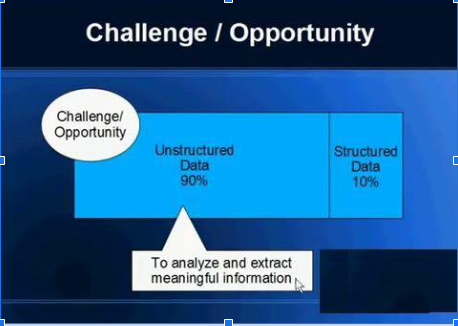 Challenge / Opportunity
Challenge/
Opportunity
Unstructured
Data
90%
Structured
Data
10%
To analyze and extract
meaningful information